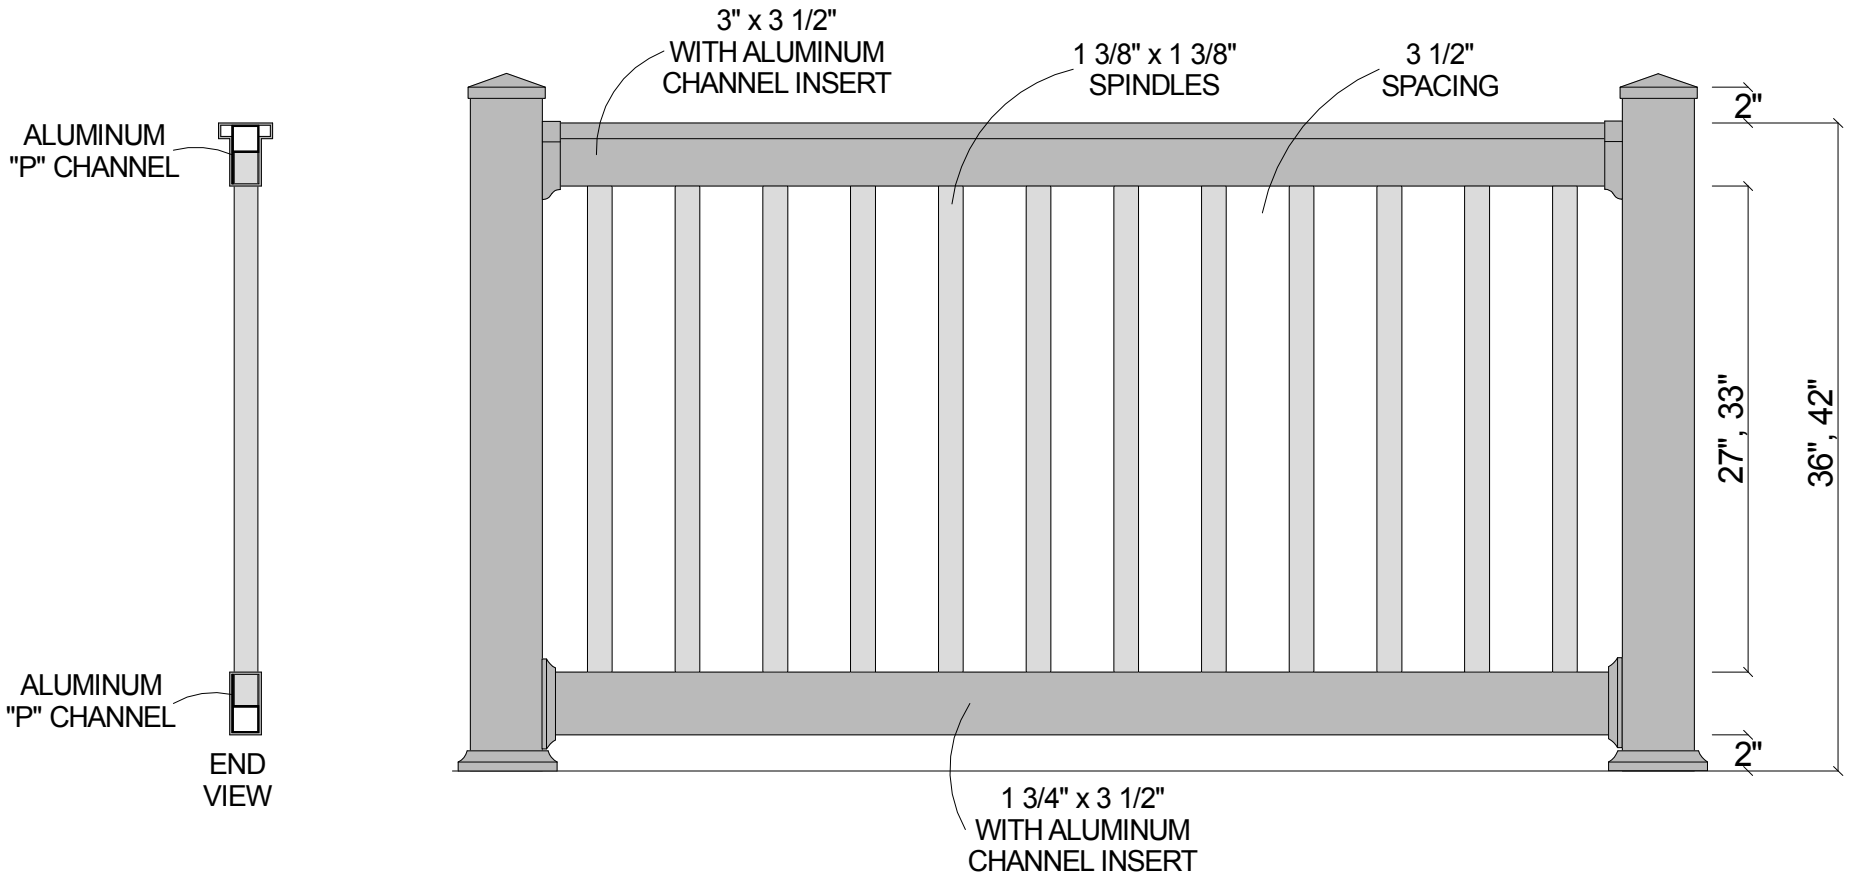 3" x 3 1/2"
WITH ALUMINUM
CHANNEL INSERT
1 3/8" x 1 3/8"
SPINDLES
3 1/2"
SPACING
2"
ALUMINUM
"P" CHANNEL
27", 33"
36", 42"
ALUMINUM
"P" CHANNEL
END
VIEW
2"
1 3/4" x 3 1/2"
WITH ALUMINUM
CHANNEL INSERT